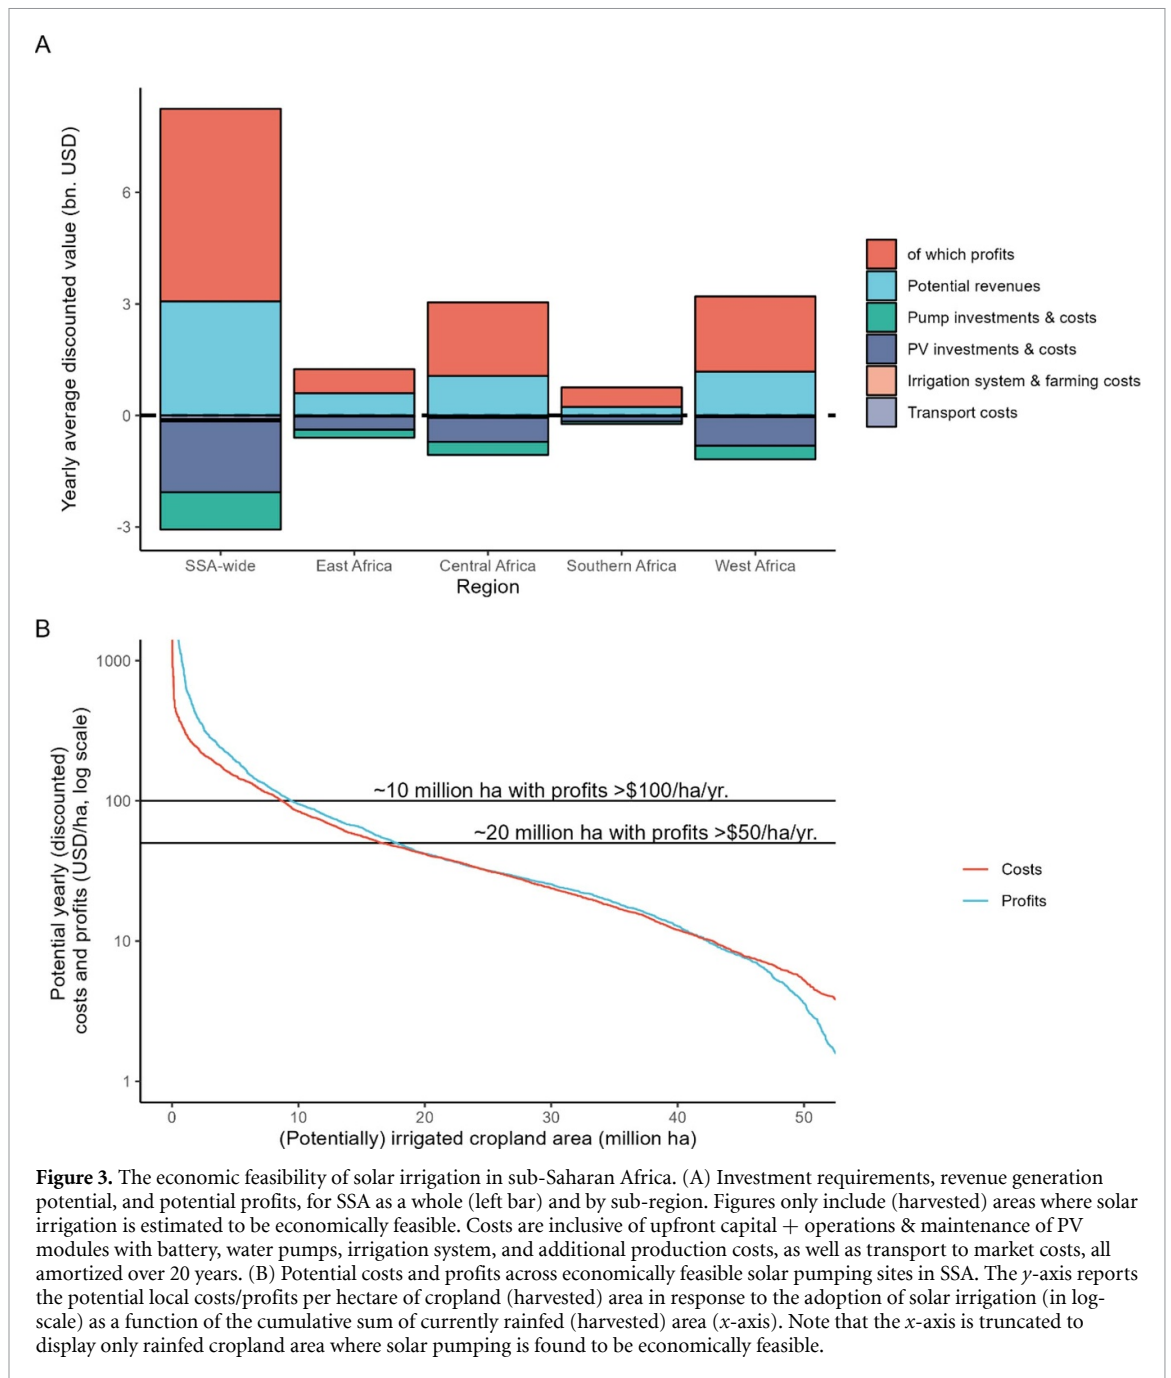 A
Yearly average discounted value (bn. USD)
6
3
0
-3
SSA-wide
East Africa
Central Africa
Southern Africa
West Africa
Region
of which profits
Potential revenues
Pump investments & costs
PV investments & costs
Irrigation system & farming costs
Transport costs
B
Potential yearly (discounted)
costs and profits (USD/ha, log scale)
1000
100
10
1
~10 million ha with profits >$100/ha/yr.
~20 million ha with profits >$50/ha/yr.
0
10
20
30
40
50
(Potentially) irrigated cropland area (million ha)
Costs
Profits
Figure 3. The economic feasibility of solar irrigation in sub-Saharan Africa. (A) Investment requirements, revenue generation
potential, and potential profits, for SSA as a whole (left bar) and by sub-region. Figures only include (harvested) areas where solar
irrigation is estimated to be economically feasible. Costs are inclusive of upfront capital + operations & maintenance of PV
modules with battery, water pumps, irrigation system, and additional production costs, as well as transport to market costs, all
amortized over 20 years. (B) Potential costs and profits across economically feasible solar pumping sites in SSA. The y-axis reports
the potential local costs/profits per hectare of cropland (harvested) area in response to the adoption of solar irrigation (in log-
scale) as a function of the cumulative sum of currently rainfed (harvested) area (x-axis). Note that the x-axis is truncated to
display only rainfed cropland area where solar pumping is found to be economically feasible.